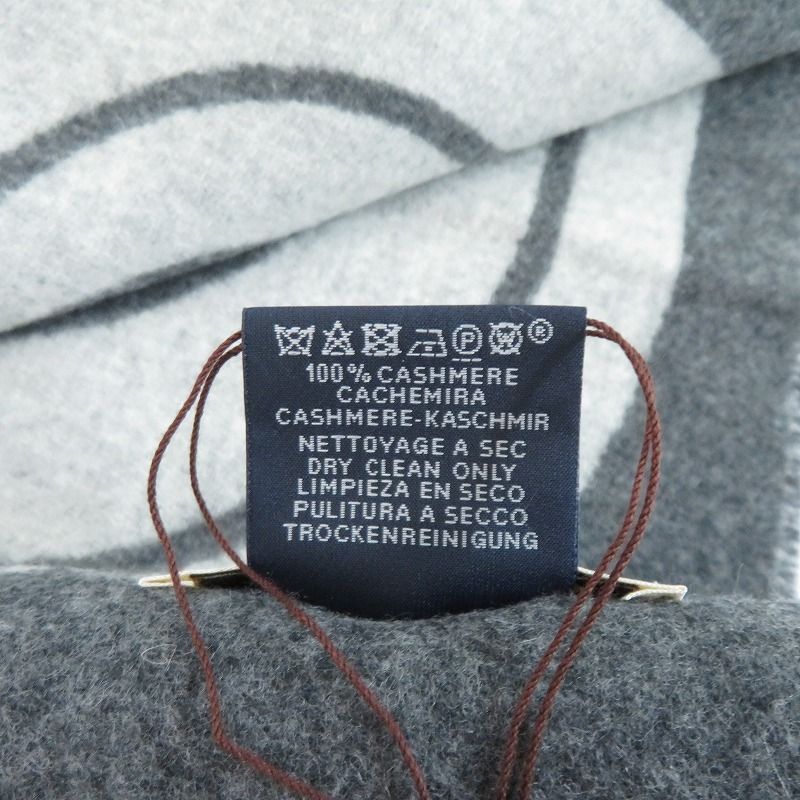 P W ®
100% CASHMERE
CACHEMIRA
CASHMERE-KASCHMIR
NETTOYAGE A SEC
DRY CLEAN ONLY
LIMPIEZA EN SECO
PULITURA A SECCO
TROCKENREINIGUNG